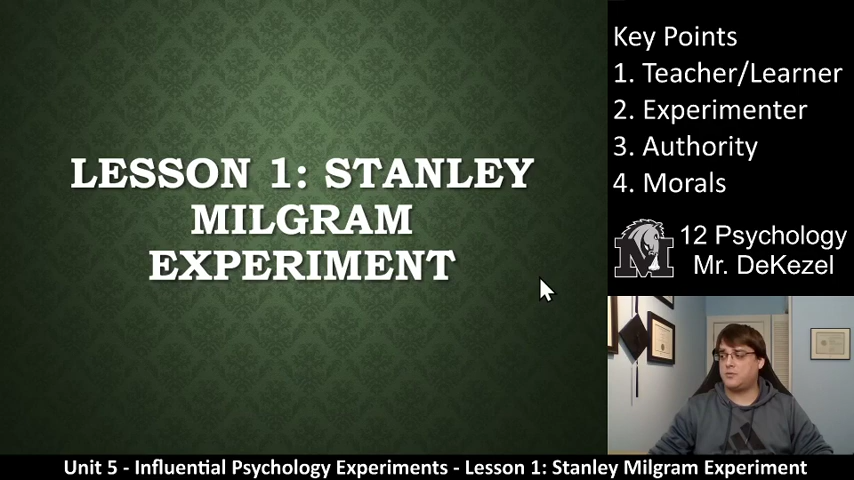 LESSON 1: STANLEY
MILGRAM
EXPERIMENT
Key Points
1. Teacher/Learner
2. Experimenter
3. Authority
4. Morals
M
12 Psychology
Mr. DeKezel
Unit 5 - Influential Psychology Experiments - Lesson 1: Stanley Milgram Experiment